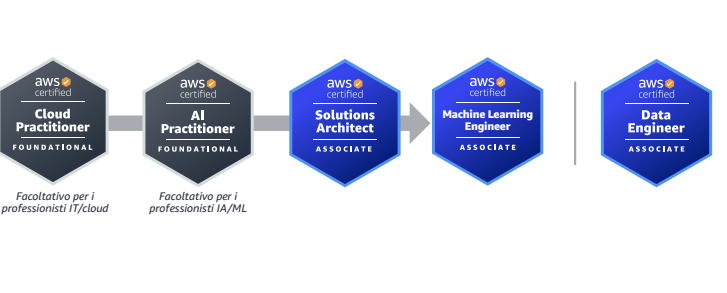 aws
certified
Cloud
Practitioner
FOUNDATIONAL
Facoltativo per i
professionisti IT/cloud
aws
certified
AI
Practitioner
FOUNDATIONAL
Facoltativo per i
professionisti IA/ML
aws
certified
Solutions
Architect
ASSOCIATE
aws
certified
Machine Learning
Engineer
ASSOCIATE
aws
certified
Data
Engineer
ASSOCIATE